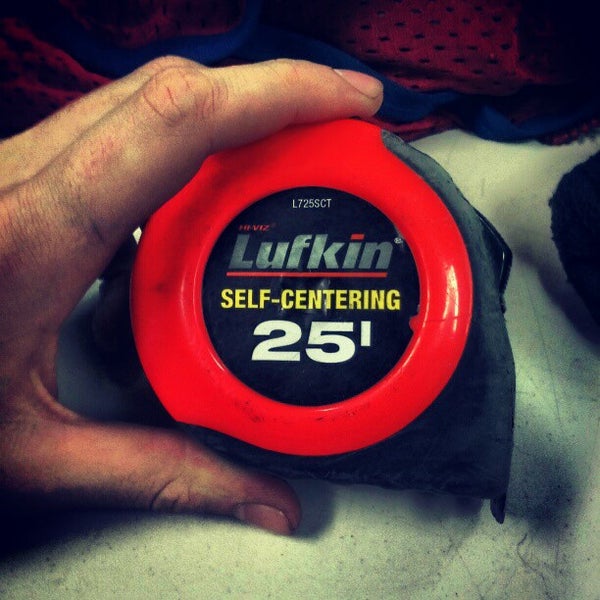 L725SCT
HI-VIZ®
Lufkin®
SELF-CENTERING
25'